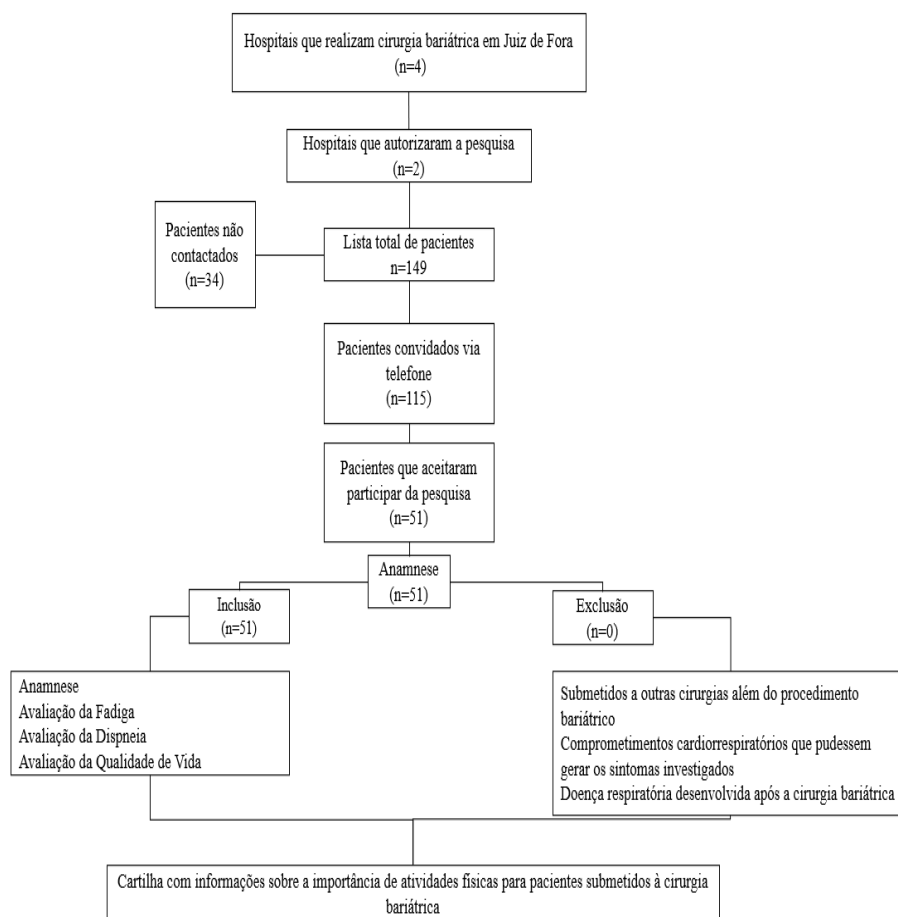 Hospitais que realizam cirurgia bariátrica em Juiz de Fora
(n=4)
Hospitais que autorizaram a pesquisa
(n=2)
Pacientes não
contactados
(n=34)
Lista total de pacientes
n=149
Pacientes convidados via
telefone
(n=115)
Pacientes que aceitaram
participar da pesquisa
(n=51)
Anamnese
(n=51)
Inclusão
(n=51)
Exclusão
(n=0)
Anamnese
Avaliação da Fadiga
Avaliação da Dispneia
Avaliação da Qualidade de Vida
Submetidos a outras cirurgias além do procedimento
bariátrico
Comprometimentos cardiorrespiratórios que pudessem
gerar os sintomas investigados
Doença respiratória desenvolvida após a cirurgia bariátrica
Cartilha com informações sobre a importância de atividades físicas para pacientes submetidos à cirurgia
bariátrica